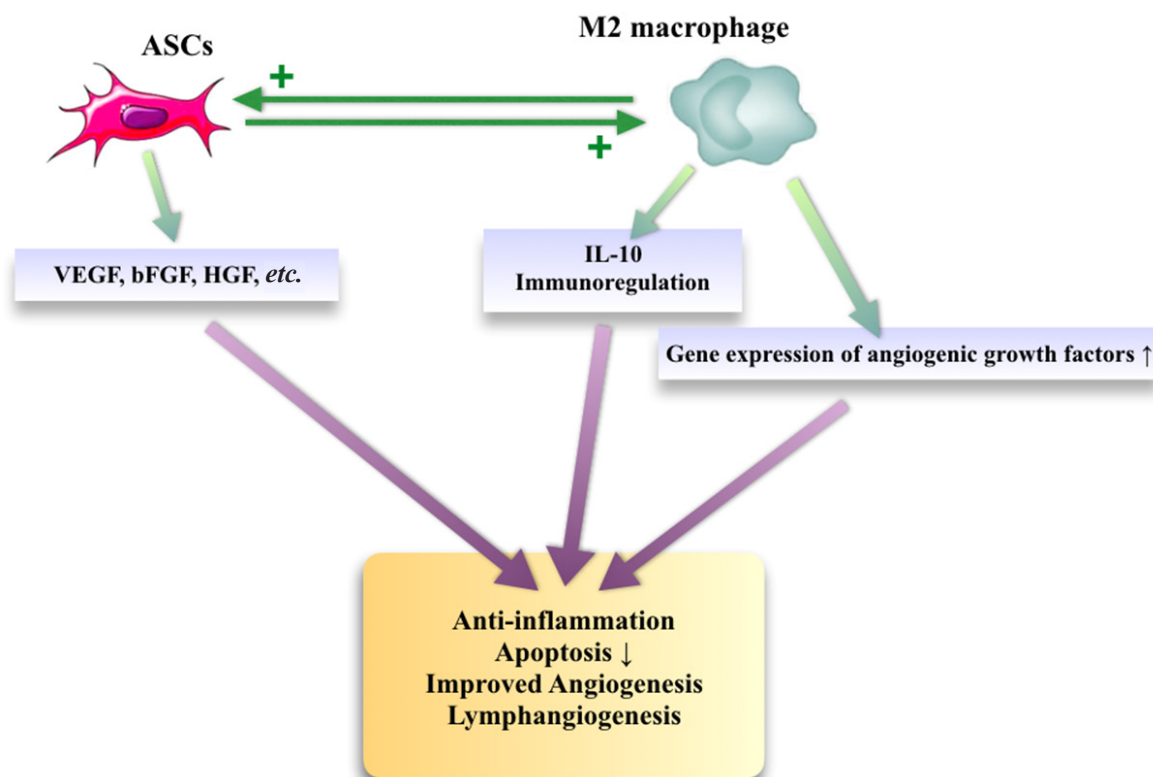 ASCs
M2 macrophage
+
+
VEGF, bFGF, HGF, etc.
IL-10
Immunoregulation
Gene expression of angiogenic growth factors ↑
Anti-inflammation
Apoptosis ↓
Improved Angiogenesis
Lymphangiogenesis